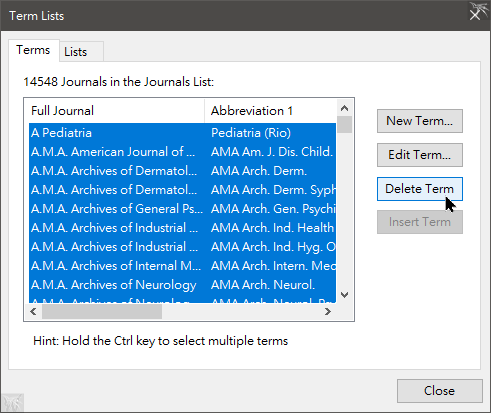 Term Lists
Terms
Lists
14548 Journals in the Journals List:
Full Journal Abbreviation 1
A Pediatria Pediatria (Rio)
A.M.A. American Journal of ... AMA Am. J. Dis. Child.
A.M.A. Archives of Dermatol... AMA Arch. Derm.
A.M.A. Archives of Dermatol... AMA Arch. Derm. Syph
A.M.A. Archives of General Ps... AMA Arch. Gen. Psychi
A.M.A. Archives of Industrial ... AMA Arch. Ind. Health
A.M.A. Archives of Industrial ... AMA Arch. Ind. Hyg. O
A.M.A. Archives of Internal M... AMA Arch. Intern. Med
A.M.A. Archives of Neurology AMA Arch. Neurol.
A.M.A. Archives of Neurolog... AMA Arch. Neurol. Ps
New Term...
Edit Term...
Delete Term
Insert Term
Hint: Hold the Ctrl key to select multiple terms
Close